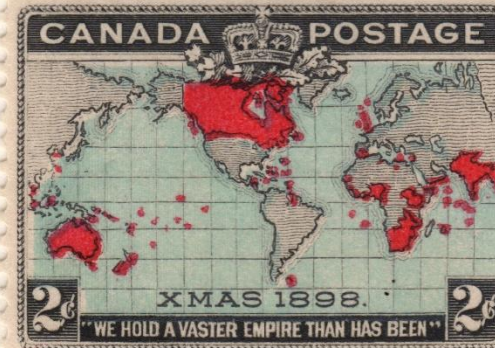 CANADA POSTAGE
XMAS 1898.
2¢ 2¢
"WE HOLD A VASTER EMPIRE THAN HAS BEEN"